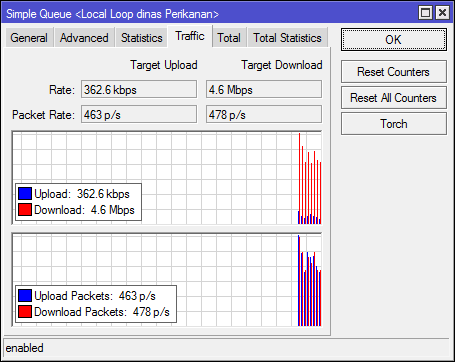 Simple Queue <Local Loop dinas Perikanan>
General Advanced Statistics Traffic Total Total Statistics
Target Upload Target Download
Rate: 362.6 kbps 4.6 Mbps
Packet Rate: 463 p/s 478 p/s
Upload: 362.6 kbps
Download: 4.6 Mbps
Upload Packets: 463 p/s
Download Packets: 478 p/s
OK
Reset Counters
Reset All Counters
Torch
enabled